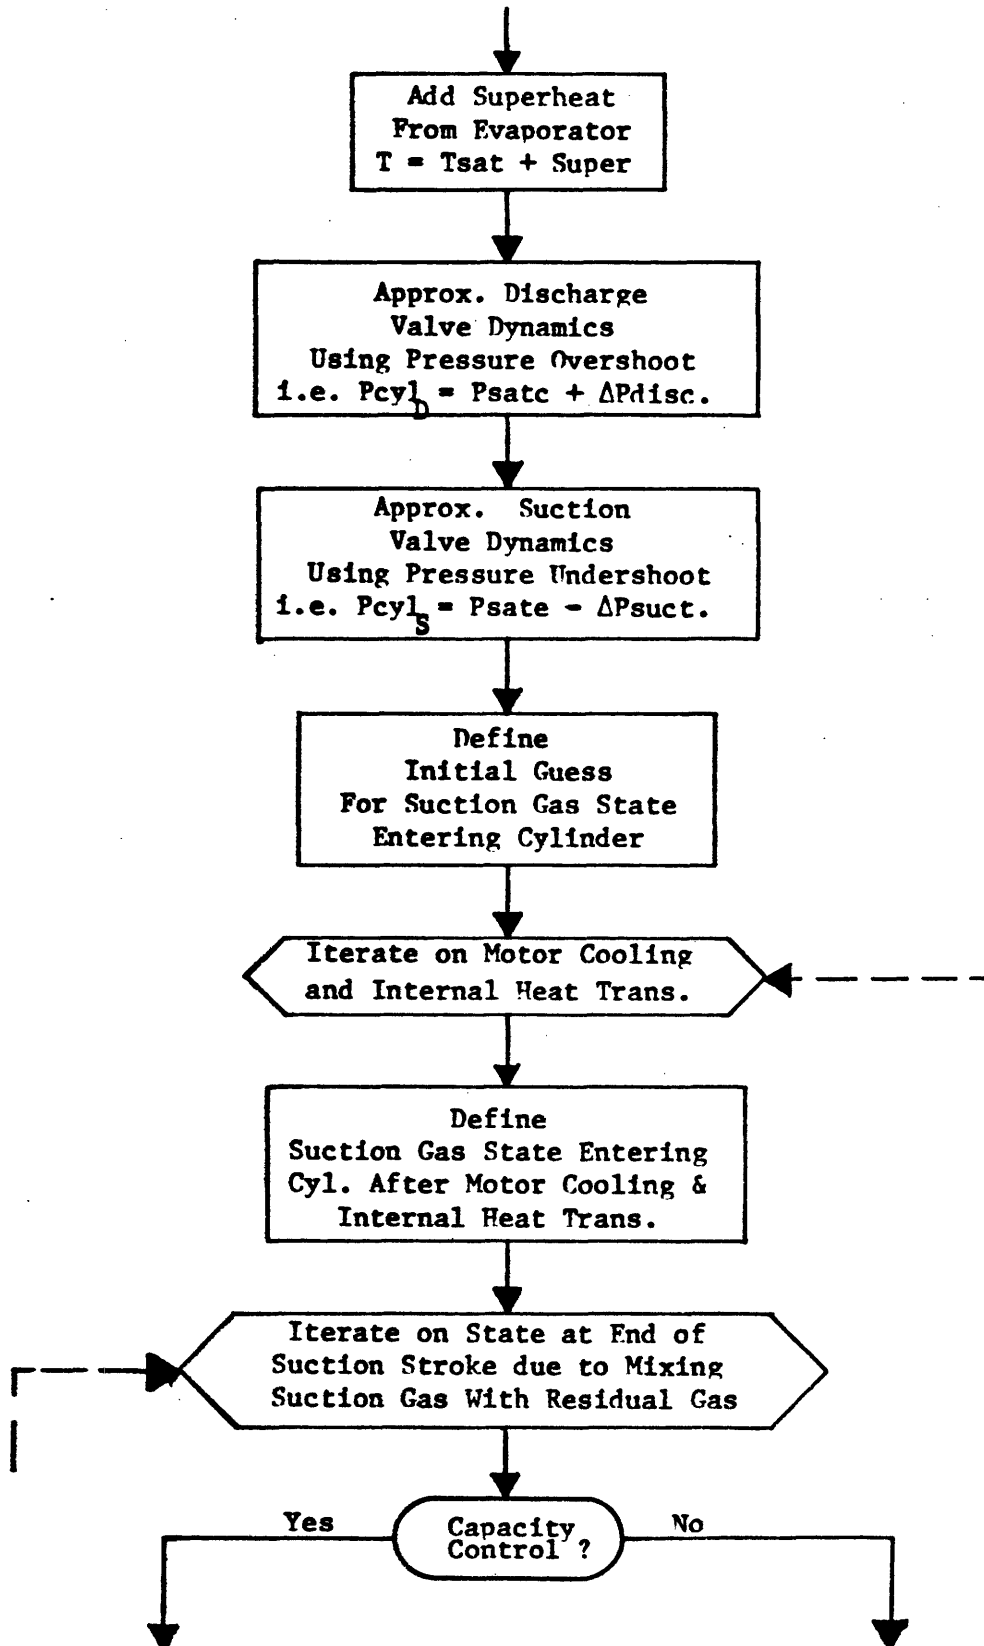 Add Superheat
From Evaporator
T = Tsat + Super
Approx. Discharge
Valve Dynamics
Using Pressure Overshoot
i.e. Pcyl_D = Psatc + ΔPdisc.
Approx. Suction
Valve Dynamics
Using Pressure Undershoot
i.e. Pcyl_S = Psate - ΔPsuct.
Define
Initial Guess
For Suction Gas State
Entering Cylinder
Iterate on Motor Cooling
and Internal Heat Trans.
Define
Suction Gas State Entering
Cyl. After Motor Cooling &
Internal Heat Trans.
Iterate on State at End of
Suction Stroke due to Mixing
Suction Gas With Residual Gas
Yes
Capacity
Control ?
No